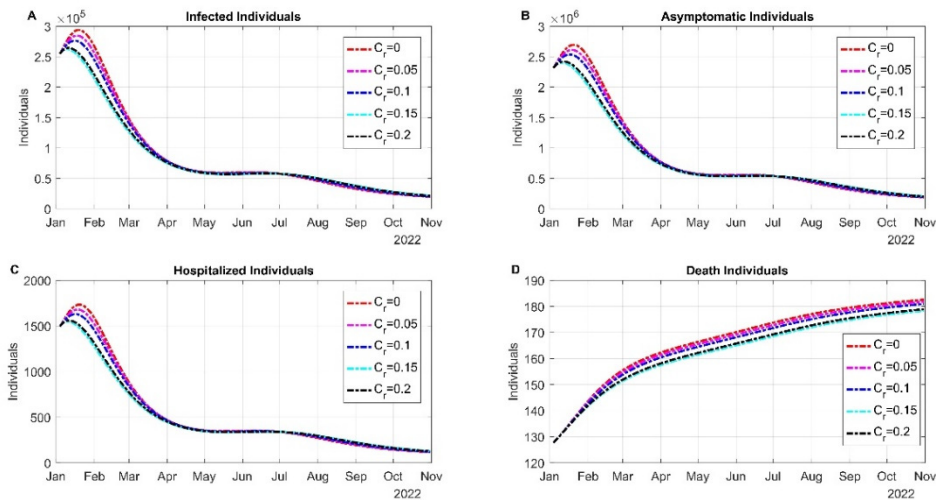 A
Infected Individuals
×10⁵
3
2.5
2
1.5
1
0.5
0
Individuals
C_r=0
C_r=0.05
C_r=0.1
C_r=0.15
C_r=0.2
Jan Feb Mar Apr May Jun Jul Aug Sep Oct Nov
2022
B
Asymptomatic Individuals
×10⁶
3
2.5
2
1.5
1
0.5
0
Individuals
C_r=0
C_r=0.05
C_r=0.1
C_r=0.15
C_r=0.2
Jan Feb Mar Apr May Jun Jul Aug Sep Oct Nov
2022
C
Hospitalized Individuals
2000
1500
1000
500
0
Individuals
C_r=0
C_r=0.05
C_r=0.1
C_r=0.15
C_r=0.2
Jan Feb Mar Apr May Jun Jul Aug Sep Oct Nov
2022
D
Death Individuals
190
180
170
160
150
140
130
120
Individuals
C_r=0
C_r=0.05
C_r=0.1
C_r=0.15
C_r=0.2
Jan Feb Mar Apr May Jun Jul Aug Sep Oct Nov
2022